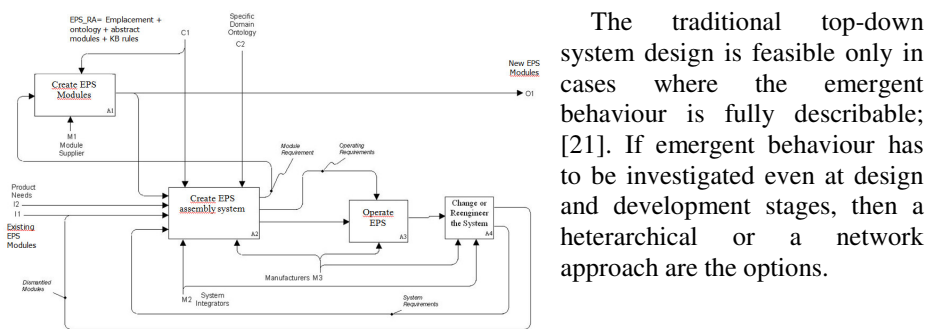 EPS_RA= Emplacement +
ontology + abstract
modules + KB rules
C1
Specific
Domain
Ontology
C2
New EPS
Modules
O1
Create EPS
Modules
A1
M1
Module
Supplier
Module
Requirement
Operating
Requirements
Product
Needs
I2
I1
Existing
EPS
Modules
Create EPS
assembly system
A2
Operate
EPS
A3
Change or
Reengineer
the System
A4
Manufacturers M3
M2
System
Integrators
Dismantled
Modules
System
Requirements
The traditional top-down
system design is feasible only in
cases where the emergent
behaviour is fully describable;
[21]. If emergent behaviour has
to be investigated even at design
and development stages, then a
heterarchical or a network
approach are the options.